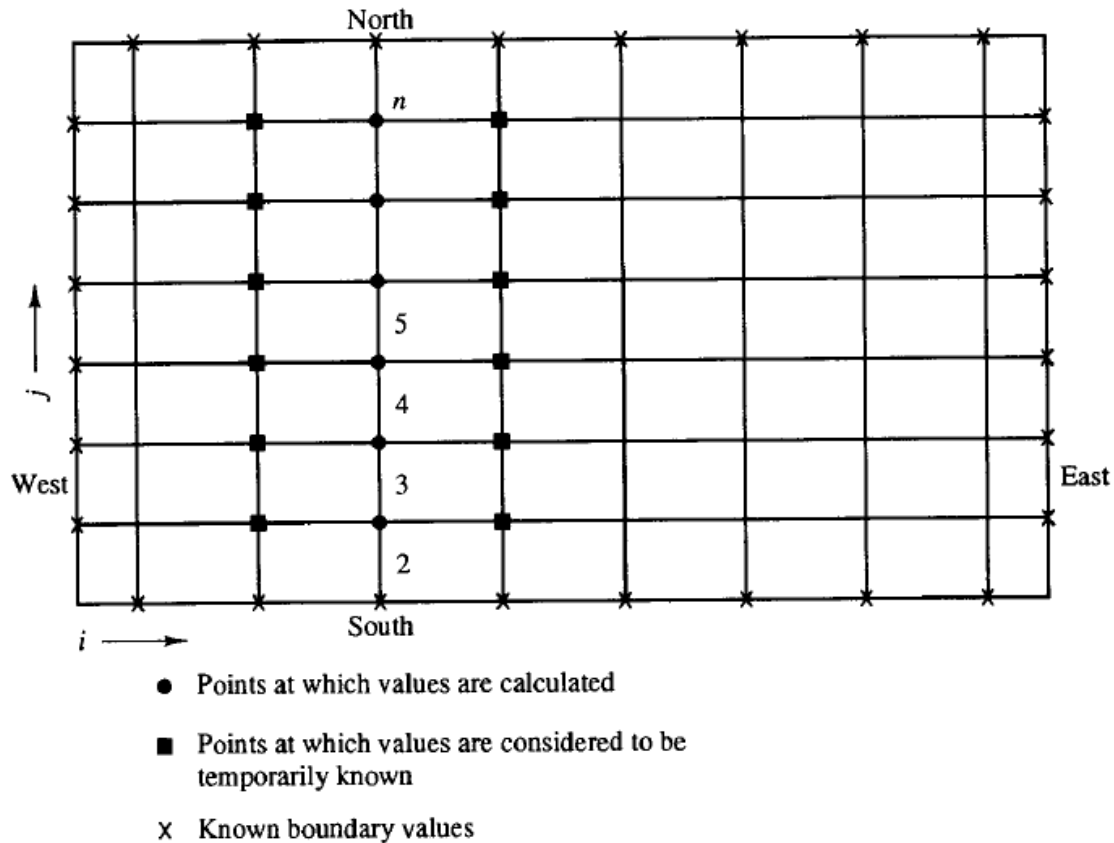 North
n
5
j
4
West
3
East
2
i
South
Points at which values are calculated
Points at which values are considered to be
temporarily known
x Known boundary values